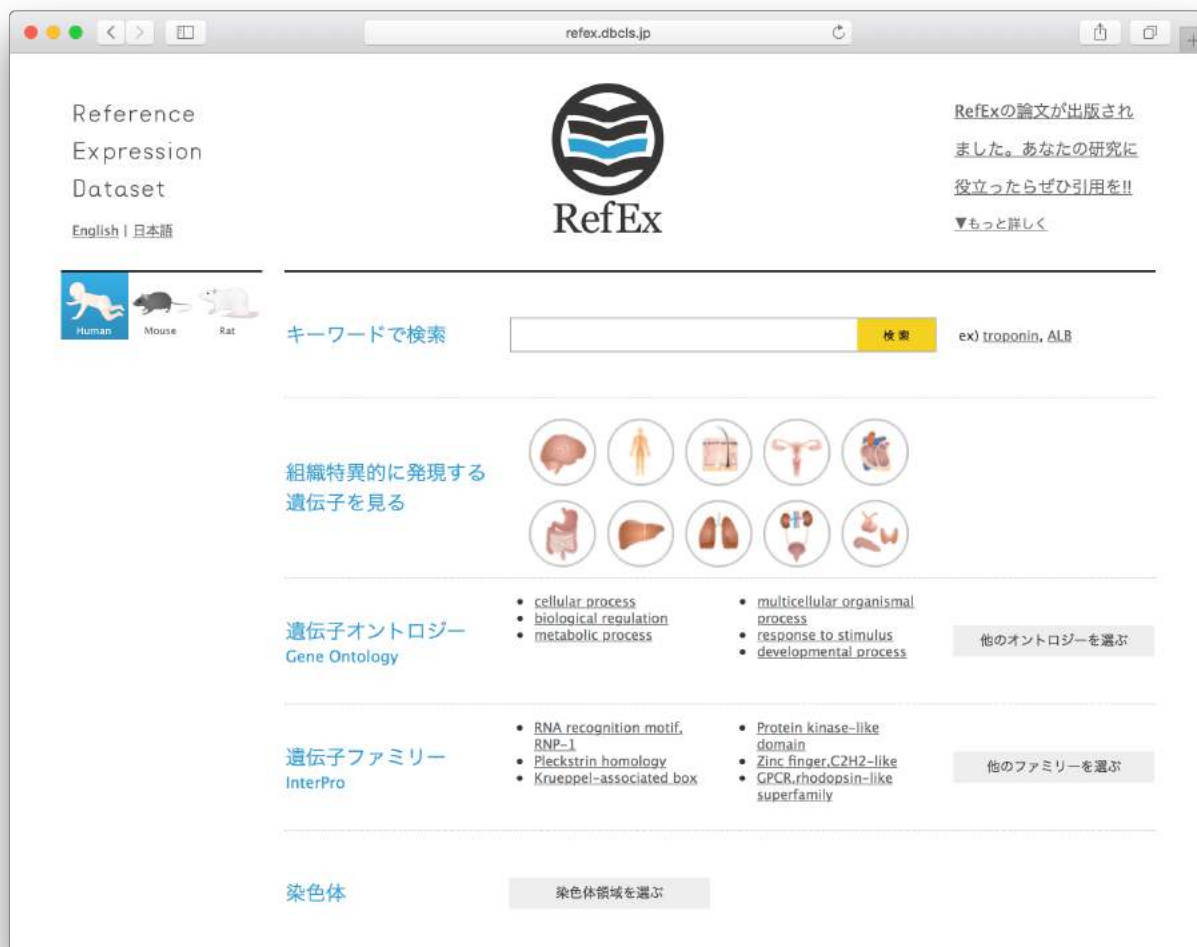 refex.dbcls.jp
Reference
Expression
Dataset
English | 日本語
RefEx
RefExの論文が出版され
ました。あなたの研究に
役立ったらぜひ引用を!!
▼もっと詳しく
Human
Mouse
Rat
キーワードで検索
検索
ex) troponin, ALB
組織特異的に発現する
遺伝子を見る
遺伝子オントロジー
Gene Ontology
• cellular process
• biological regulation
• metabolic process
• multicellular organismal
process
• response to stimulus
• developmental process
他のオントロジーを選ぶ
遺伝子ファミリー
InterPro
• RNA recognition motif,
RNP-1
• Pleckstrin homology
• Krueppel-associated box
• Protein kinase-like
domain
• Zinc finger,C2H2-like
• GPCR,rhodopsin-like
superfamily
他のファミリーを選ぶ
染色体
染色体領域を選ぶ